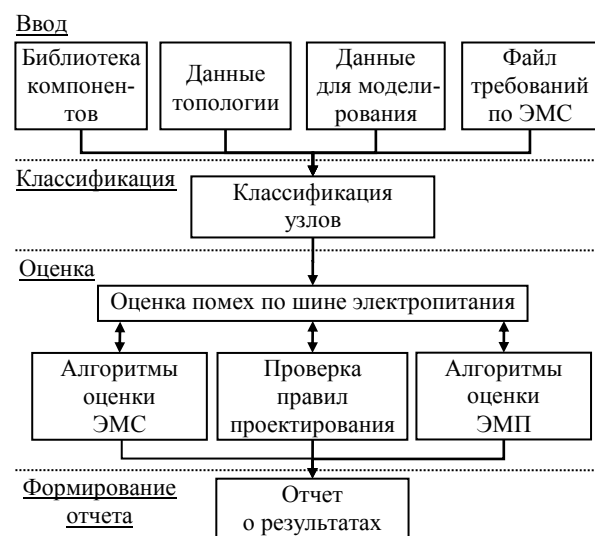 Ввод
Библиотека
компонен-
тов
Данные
топологии
Данные
для модели-
рования
Файл
требований
по ЭМС
Классификация
Классификация
узлов
Оценка
Оценка помех по шине электропитания
Алгоритмы
оценки
ЭМС
Проверка
правил
проектирования
Алгоритмы
оценки
ЭМП
Формирование
отчета
Отчет
о результатах